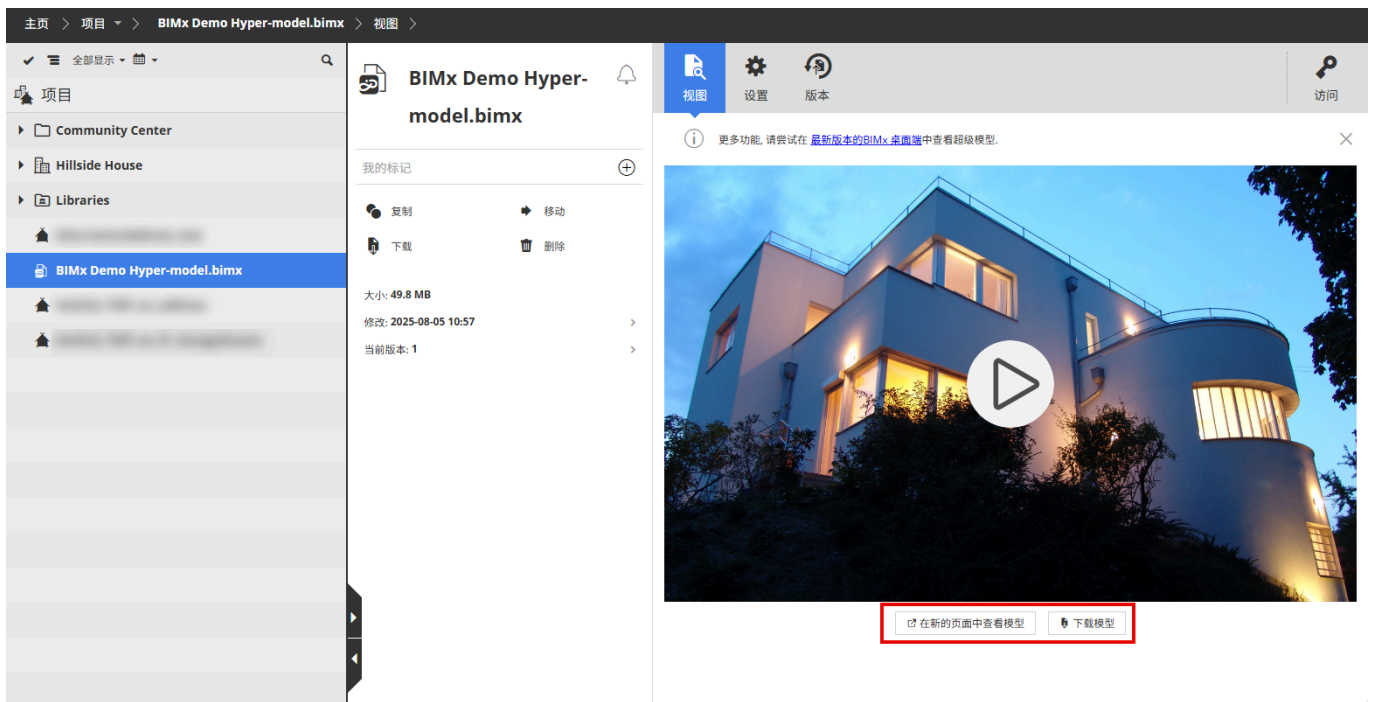 主页 项目 BIMx Demo Hyper-model.bimx 视图
全部显示
项目
Community Center
Hillside House
Libraries
BIMx Demo Hyper-model.bimx
BIMx Demo Hyper-
model.bimx
我的标记
复制 移动
下载 删除
大小: 49.8 MB
修改: 2025-08-05 10:57
当前版本: 1
视图 设置 版本 访问
更多功能, 请尝试在 最新版本的BIMx 桌面端中查看超级模型.
在新的页面中查看模型 下载模型